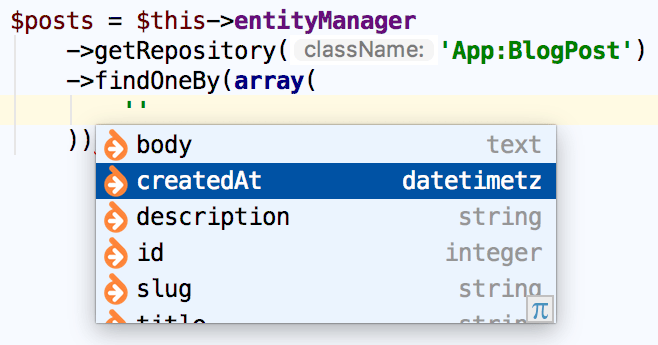 $posts = $this->entityManager
->getRepository( className: 'App:BlogPost')
->findOneBy(array(
''
))
body text
createdAt datetimetz
description string
id integer
slug string
title string
π